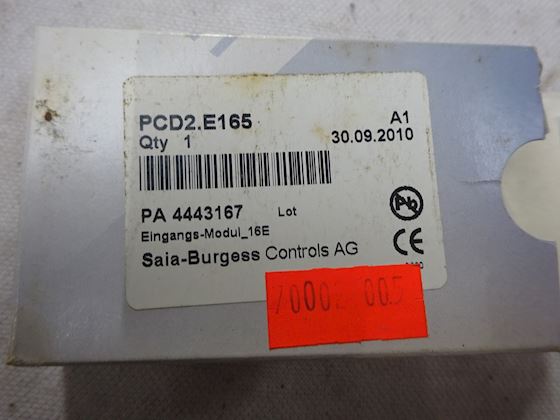 PCD2.E165
A1
Qty 1
30.09.2010
PA 4443167
Lot
Eingangs-Modul_16E
Saia-Burgess Controls AG
Pb
CE
005